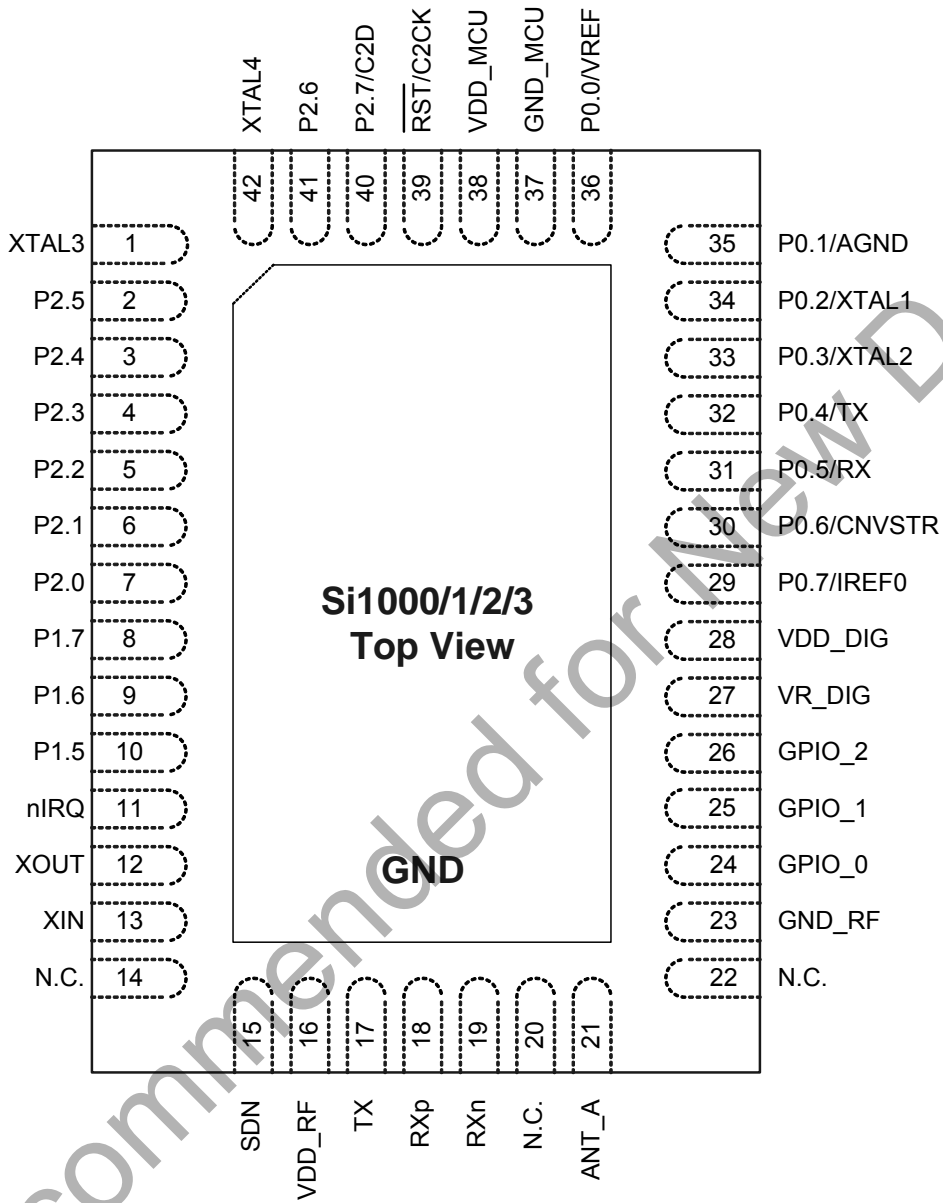 XTAL4
P2.6
P2.7/C2D
RST/C2CK
VDD_MCU
GND_MCU
P0.0/VREF
42
41
40
39
38
37
36
XTAL3 1
P2.5 2
P2.4 3
P2.3 4
P2.2 5
P2.1 6
P2.0 7
P1.7 8
P1.6 9
P1.5 10
nIRQ 11
XOUT 12
XIN 13
N.C. 14
35 P0.1/AGND
34 P0.2/XTAL1
33 P0.3/XTAL2
32 P0.4/TX
31 P0.5/RX
30 P0.6/CNVSTR
29 P0.7/IREF0
28 VDD_DIG
27 VR_DIG
26 GPIO_2
25 GPIO_1
24 GPIO_0
23 GND_RF
22 N.C.
Si1000/1/2/3
Top View
GND
15
16
17
18
19
20
21
SDN
VDD_RF
TX
RXp
RXn
N.C.
ANT_A
commended for New D